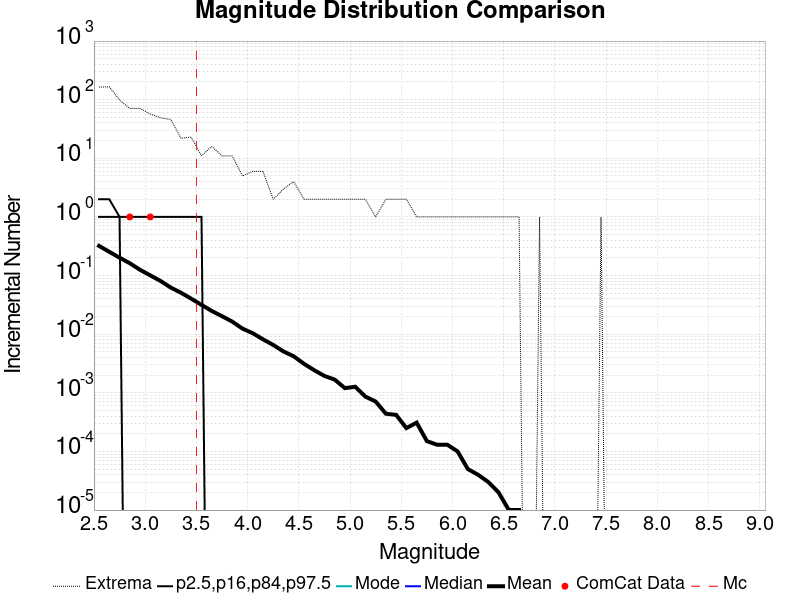 Magnitude Distribution Comparison
10^3
10^2
10^1
10^0
10^-1
10^-2
10^-3
10^-4
10^-5
Incremental Number
2.5 3.0 3.5 4.0 4.5 5.0 5.5 6.0 6.5 7.0 7.5 8.0 8.5 9.0
Magnitude
Extrema p2.5,p16,p84,p97.5 Mode Median Mean ComCat Data Mc